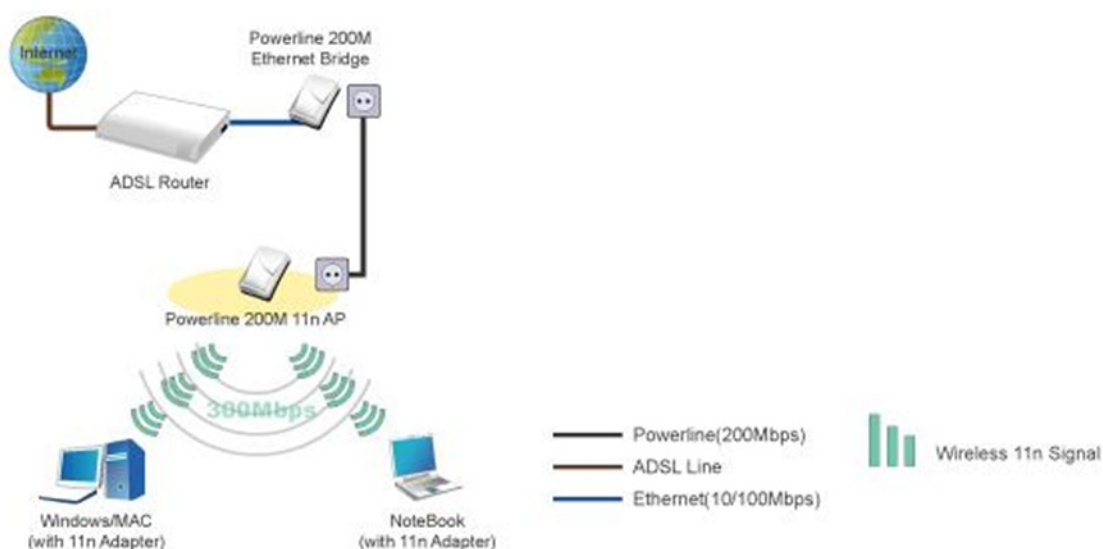 Internet
Powerline 200M
Ethernet Bridge
ADSL Router
Powerline 200M 11n AP
300Mbps
Windows/MAC
(with 11n Adapter)
NoteBook
(with 11n Adapter)
Powerline(200Mbps)
ADSL Line
Ethernet(10/100Mbps)
Wireless 11n Signal